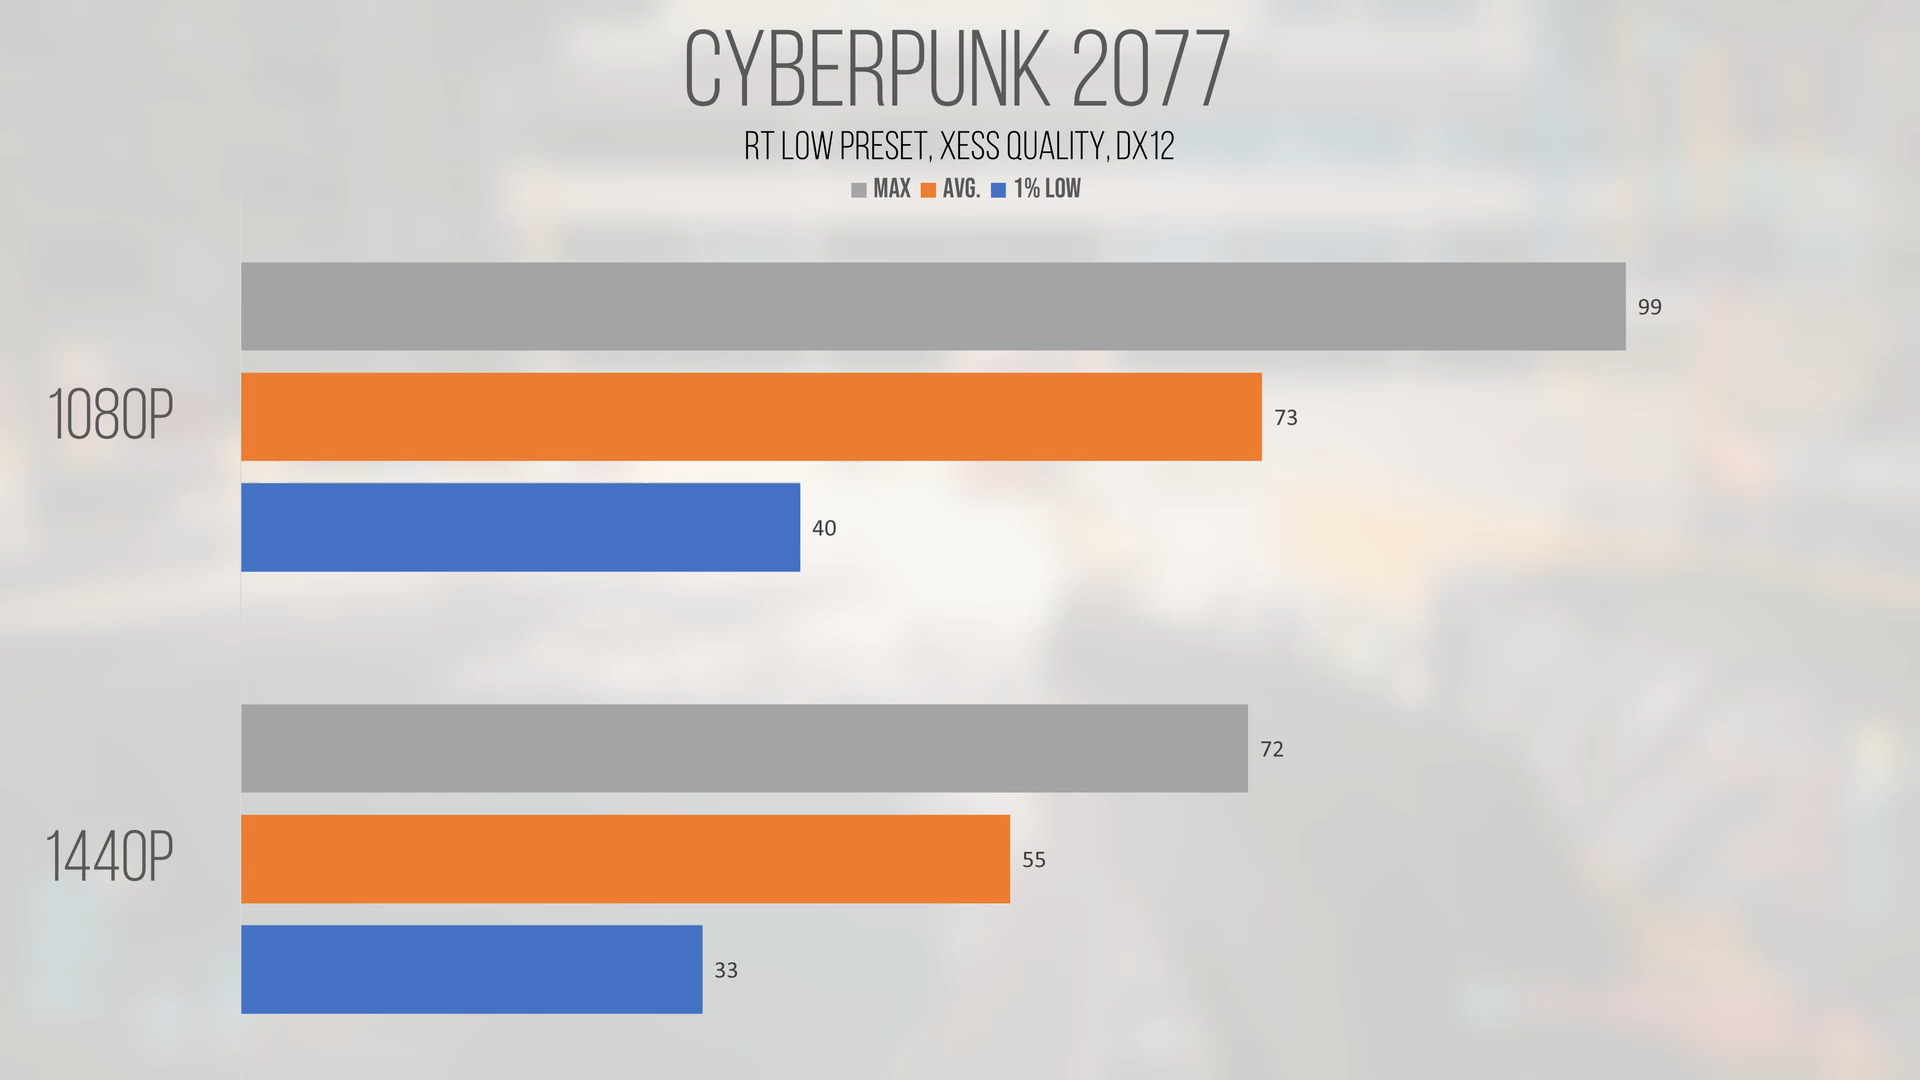 CYBERPUNK 2077
RT LOW PRESET, XESS QUALITY, DX12
MAX AVG. 1% LOW
99
1080P
73
40
72
1440P
55
33